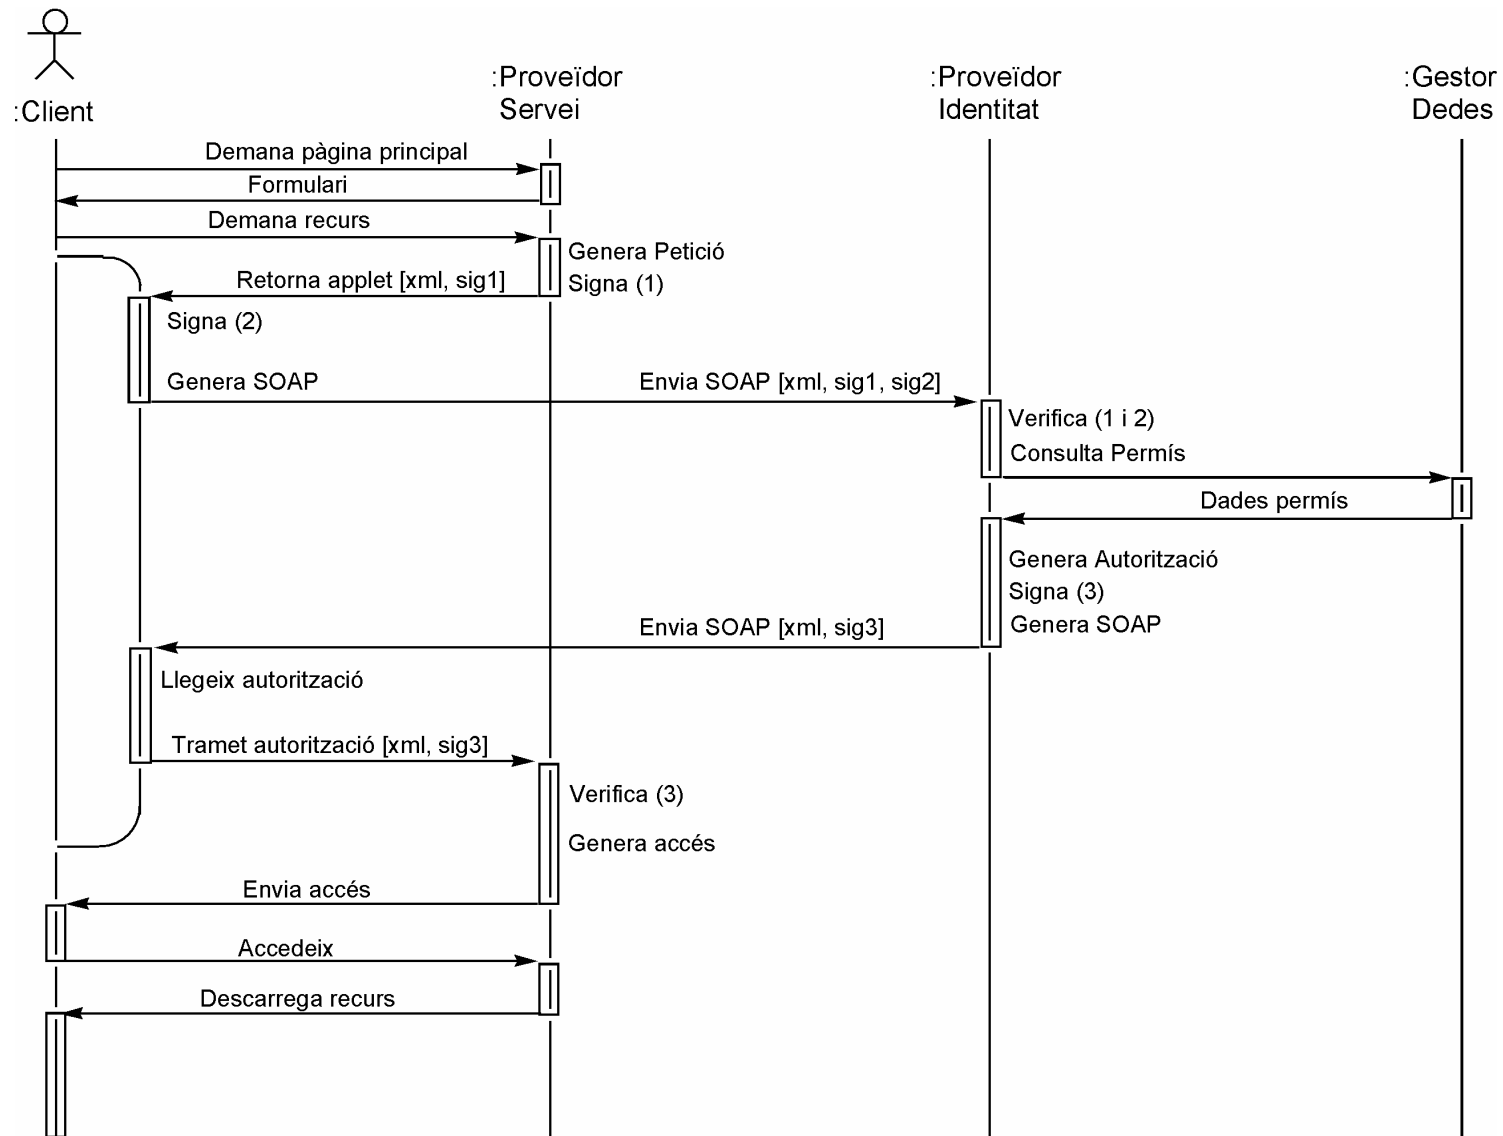 :Client
:Proveïdor
Servei
:Proveïdor
Identitat
:Gestor
Dedes
Demana pàgina principal
Formulari
Demana recurs
Genera Petició
Signa (1)
Retorna applet [xml, sig1]
Signa (2)
Genera SOAP
Envia SOAP [xml, sig1, sig2]
Verifica (1 i 2)
Consulta Permís
Dades permís
Genera Autorització
Signa (3)
Genera SOAP
Envia SOAP [xml, sig3]
Llegeix autorització
Tramet autorització [xml, sig3]
Verifica (3)
Genera accés
Envia accés
Accedeix
Descarrega recurs